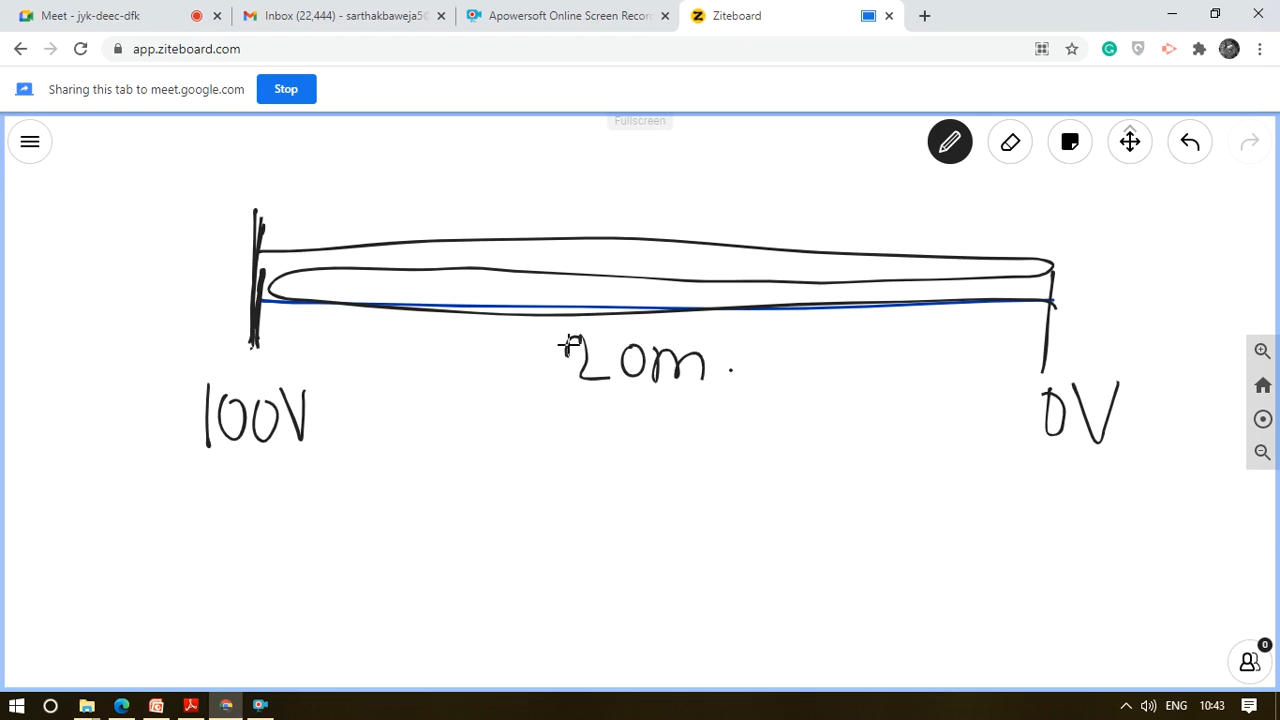 Meet - jyk-deec-dfk
Inbox (22,444) - sarthakbaweja5
Apowersoft Online Screen Recor
Ziteboard
app.ziteboard.com
Sharing this tab to meet.google.com
Stop
Fullscreen
20m.
100V
0V
0
ENG
10:43